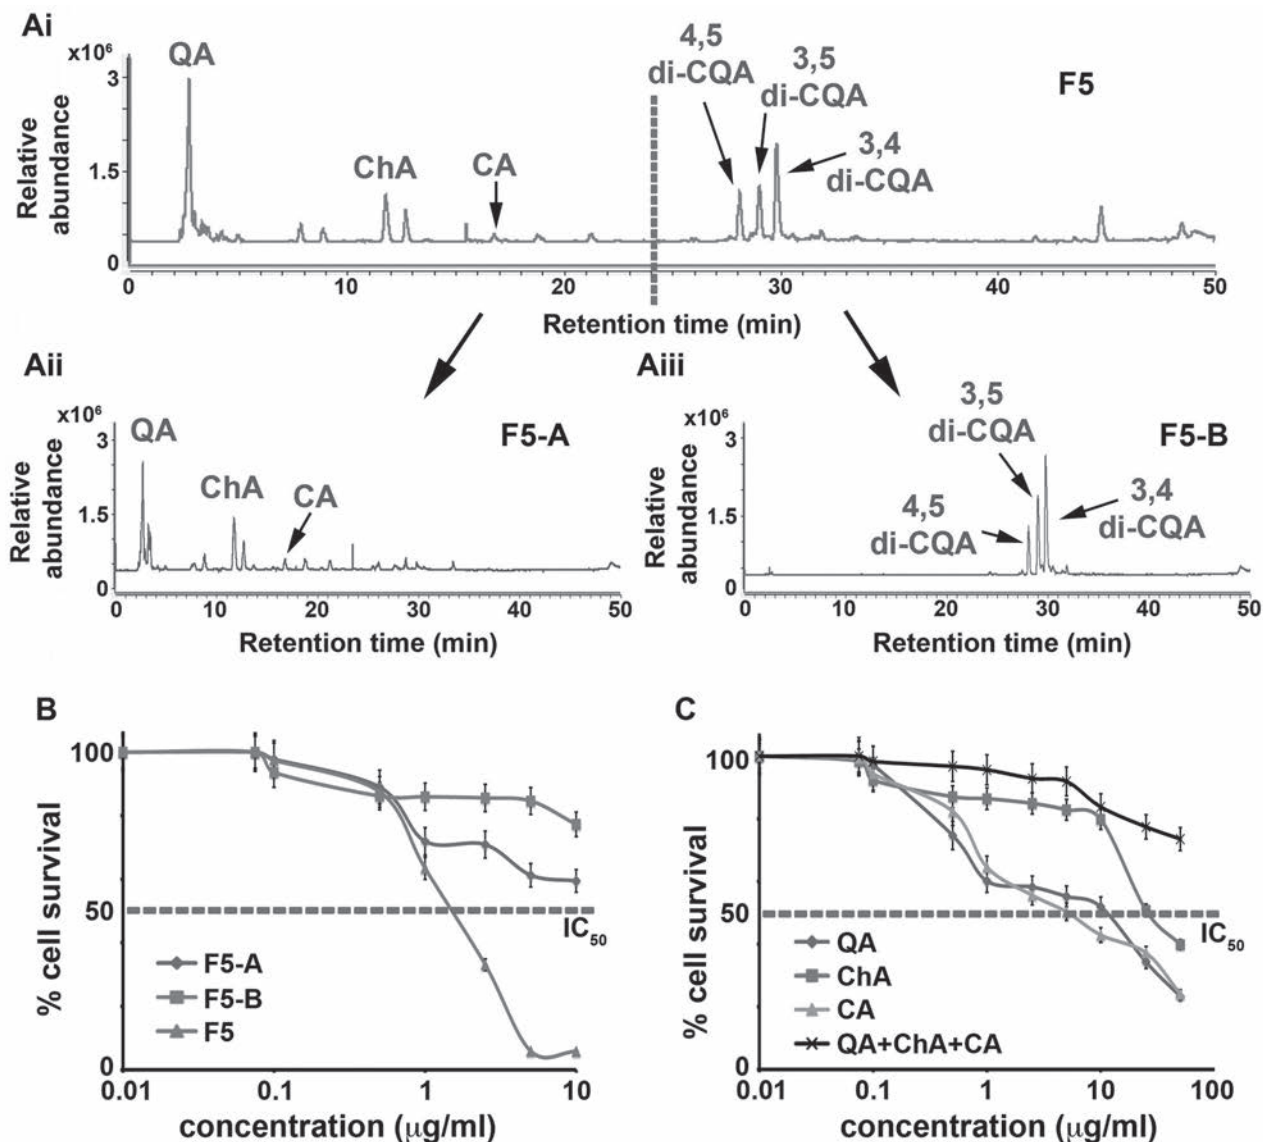 Ai
x10⁶
QA
4,5
di-CQA
3,5
di-CQA
F5
3
Relative
abundance
ChA
CA
3,4
di-CQA
1.5
0
0 10 20 30 40 50
Retention time (min)
Aii
x10⁶
QA
F5-A
3
Relative
abundance
ChA
CA
1.5
0
0 10 20 30 40 50
Retention time (min)
Aiii
x10⁶
3,5
di-CQA
F5-B
3
Relative
abundance
4,5
di-CQA
3,4
di-CQA
1.5
0
0 10 20 30 40 50
Retention time (min)
B
100
% cell survival
50
IC₅₀
F5-A
F5-B
F5
0
0.01 0.1 1 10
concentration (μg/ml)
C
100
% cell survival
50
IC₅₀
QA
ChA
CA
QA+ChA+CA
0
0.01 0.1 1 10 100
concentration (μg/ml)